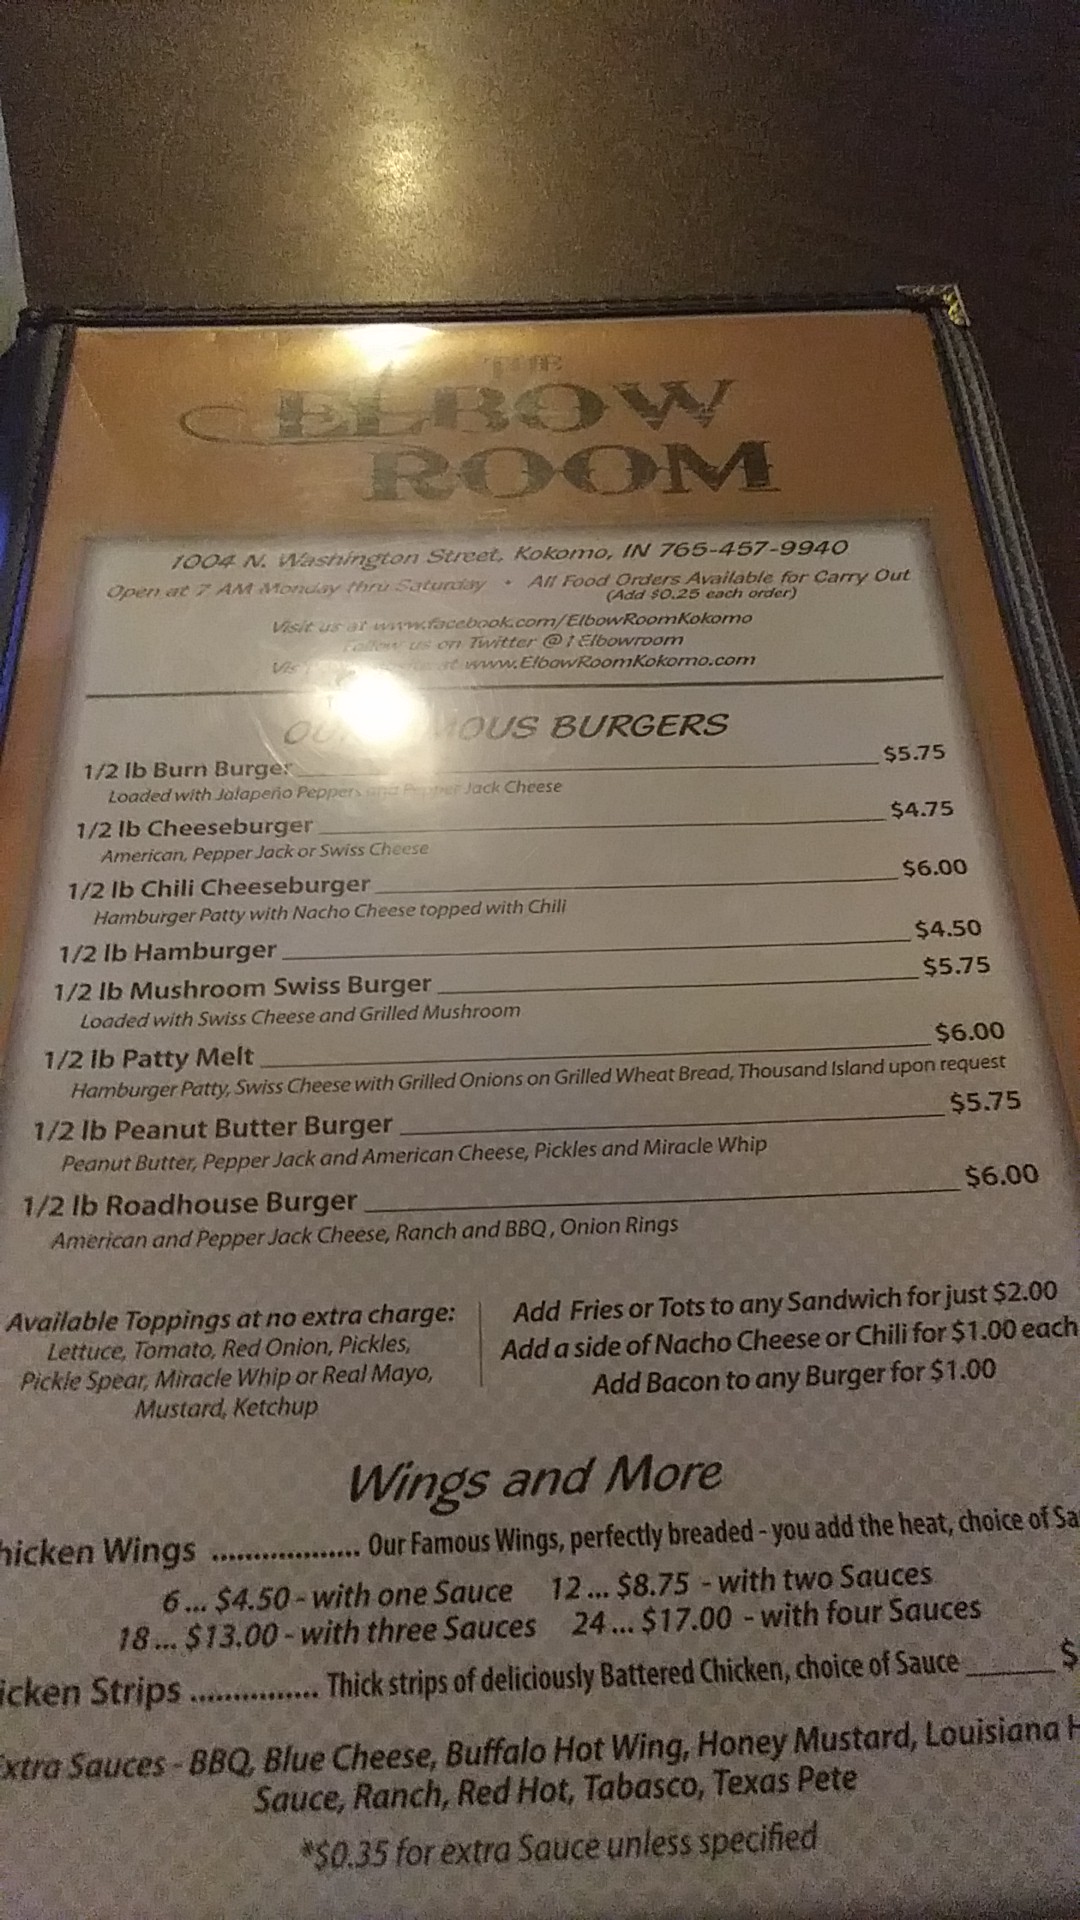 THE
ELBOW
ROOM
1004 N. Washington Street, Kokomo, IN 765-457-9940
Open at 7 AM Monday thru Saturday • All Food Orders Available for Carry Out
(Add $0.25 each order)
Visit us at www.facebook.com/ElbowRoomKokomo
us on Twitter @1Elbowroom
at www.ElbowRoomKokomo.com
BURGERS
1/2 lb Burn Burger $5.75
Loaded with Jalapeño Peppers and Pepper Jack Cheese
1/2 lb Cheeseburger $4.75
American, Pepper Jack or Swiss Cheese
1/2 lb Chili Cheeseburger $6.00
Hamburger Patty with Nacho Cheese topped with Chili
1/2 lb Hamburger $4.50
1/2 lb Mushroom Swiss Burger $5.75
Loaded with Swiss Cheese and Grilled Mushroom
1/2 lb Patty Melt $6.00
Hamburger Patty, Swiss Cheese with Grilled Onions on Grilled Wheat Bread, Thousand Island upon request
1/2 lb Peanut Butter Burger $5.75
Peanut Butter, Pepper Jack and American Cheese, Pickles and Miracle Whip
1/2 lb Roadhouse Burger $6.00
American and Pepper Jack Cheese, Ranch and BBQ, Onion Rings
Available Toppings at no extra charge:
Lettuce, Tomato, Red Onion, Pickles,
Pickle Spear, Miracle Whip or Real Mayo,
Mustard, Ketchup
Add Fries or Tots to any Sandwich for just $2.00
Add a side of Nacho Cheese or Chili for $1.00 each
Add Bacon to any Burger for $1.00
Wings and More
hicken Wings .................. Our Famous Wings, perfectly breaded - you add the heat, choice of Sa
6... $4.50 - with one Sauce 12... $8.75 - with two Sauces
18... $13.00 - with three Sauces 24... $17.00 - with four Sauces
icken Strips ............... Thick strips of deliciously Battered Chicken, choice of Sauce $
xtra Sauces - BBQ, Blue Cheese, Buffalo Hot Wing, Honey Mustard, Louisiana H
Sauce, Ranch, Red Hot, Tabasco, Texas Pete
*$0.35 for extra Sauce unless specified